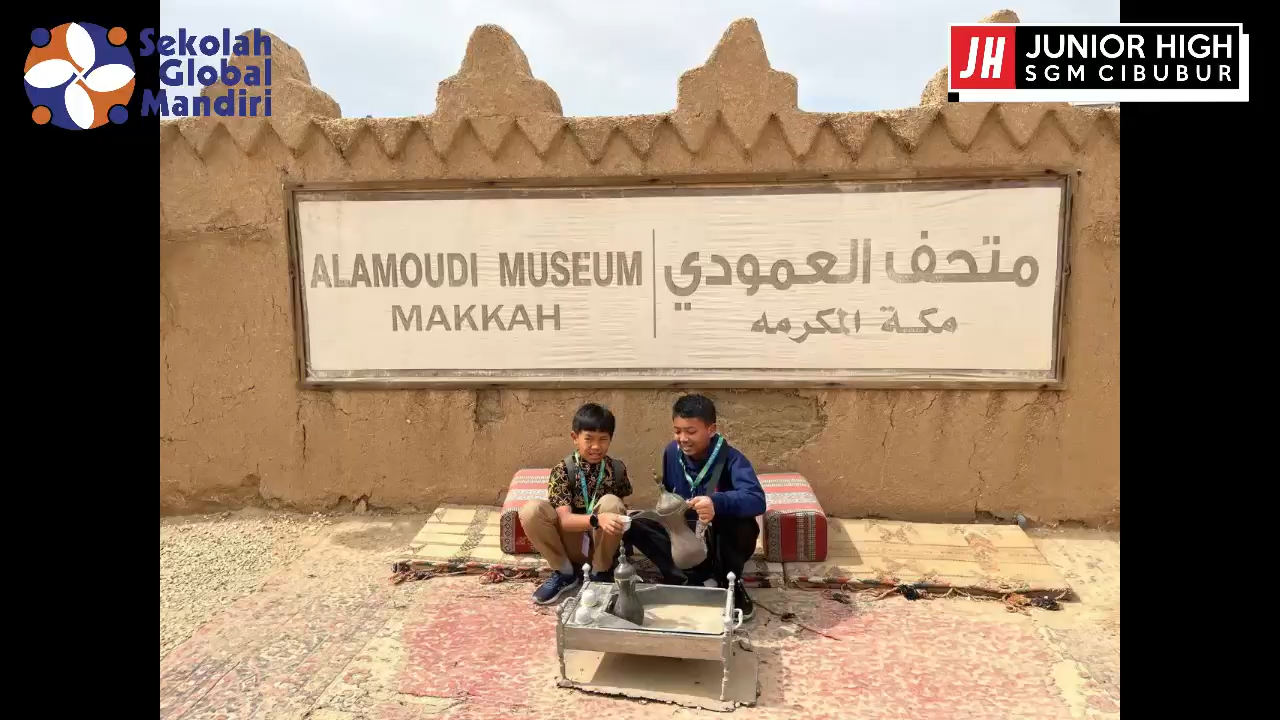 Sekolah
Global
Mandiri
JH JUNIOR HIGH
SGM CIBUBUR
ALAMOUDI MUSEUM
MAKKAH
متحف العمودي
مكة المكرمه